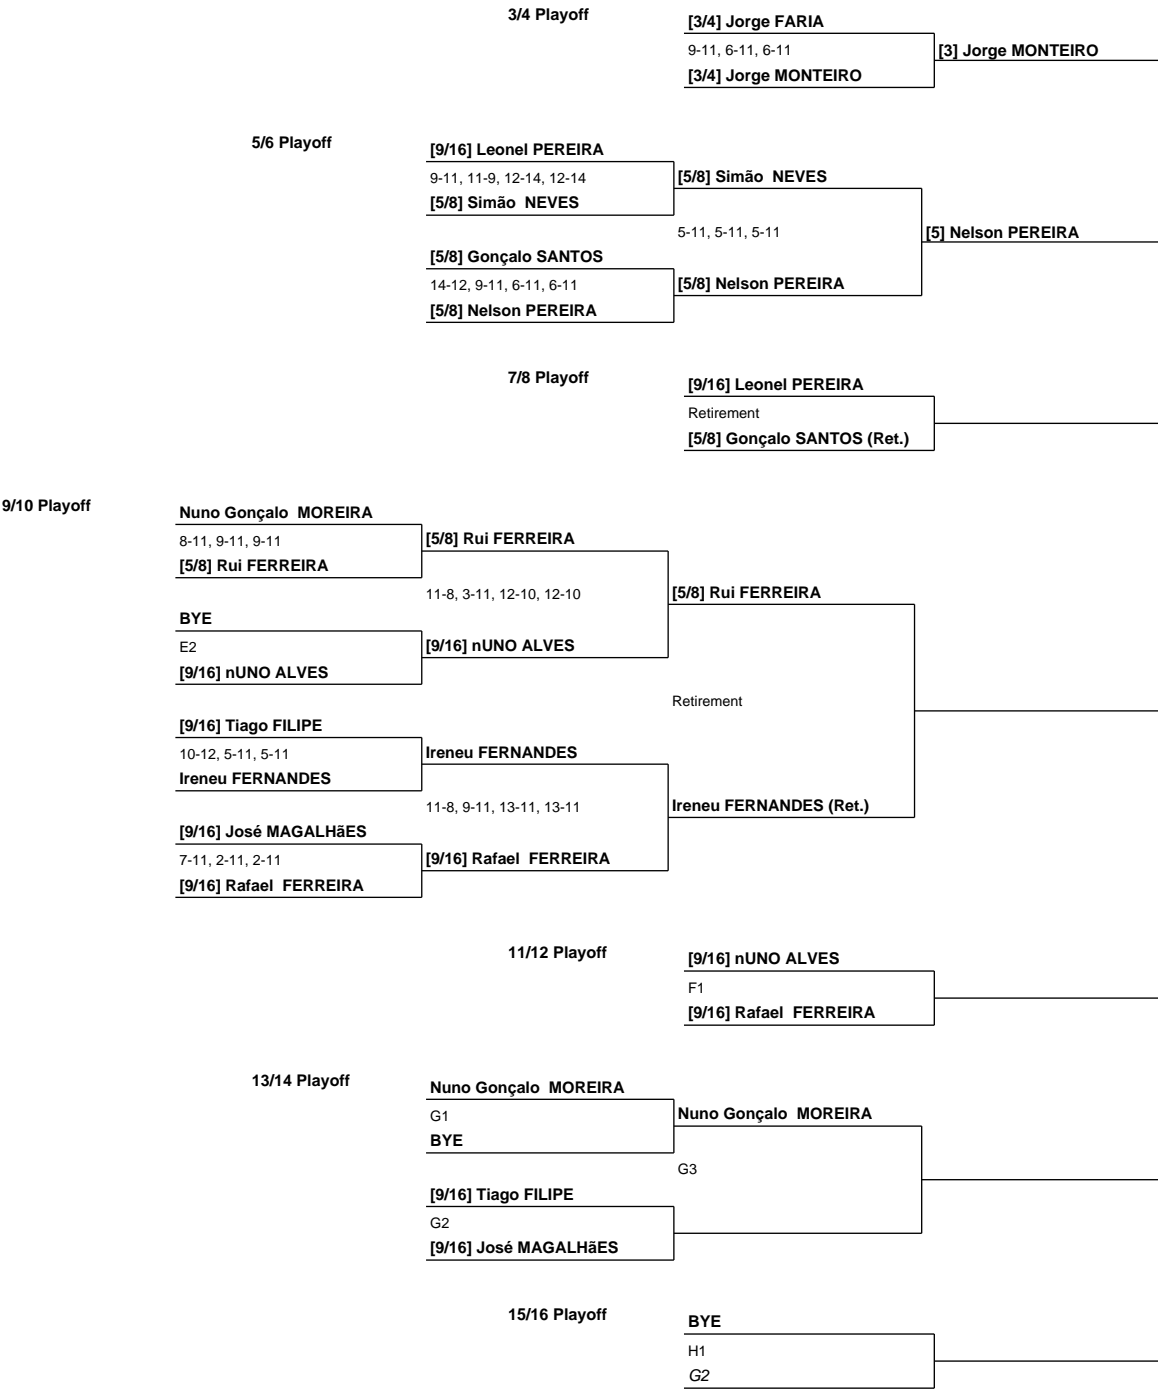 3/4 Playoff
[3/4] Jorge FARIA
9-11, 6-11, 6-11
[3] Jorge MONTEIRO
[3/4] Jorge MONTEIRO
5/6 Playoff
[9/16] Leonel PEREIRA
9-11, 11-9, 12-14, 12-14
[5/8] Simão  NEVES
[5/8] Simão  NEVES
5-11, 5-11, 5-11
[5] Nelson PEREIRA
[5/8] Gonçalo SANTOS
14-12, 9-11, 6-11, 6-11
[5/8] Nelson PEREIRA
[5/8] Nelson PEREIRA
7/8 Playoff
[9/16] Leonel PEREIRA
Retirement
[5/8] Gonçalo SANTOS (Ret.)
9/10 Playoff
Nuno Gonçalo  MOREIRA
8-11, 9-11, 9-11
[5/8] Rui FERREIRA
[5/8] Rui FERREIRA
11-8, 3-11, 12-10, 12-10
[5/8] Rui FERREIRA
BYE
E2
[9/16] nUNO ALVES
[9/16] nUNO ALVES
Retirement
[9/16] Tiago FILIPE
10-12, 5-11, 5-11
Ireneu FERNANDES
Ireneu FERNANDES
11-8, 9-11, 13-11, 13-11
Ireneu FERNANDES (Ret.)
[9/16] José MAGALHãES
7-11, 2-11, 2-11
[9/16] Rafael  FERREIRA
[9/16] Rafael  FERREIRA
11/12 Playoff
[9/16] nUNO ALVES
F1
[9/16] Rafael  FERREIRA
13/14 Playoff
Nuno Gonçalo  MOREIRA
G1
Nuno Gonçalo  MOREIRA
BYE
G3
[9/16] Tiago FILIPE
G2
[9/16] José MAGALHãES
15/16 Playoff
BYE
H1
G2